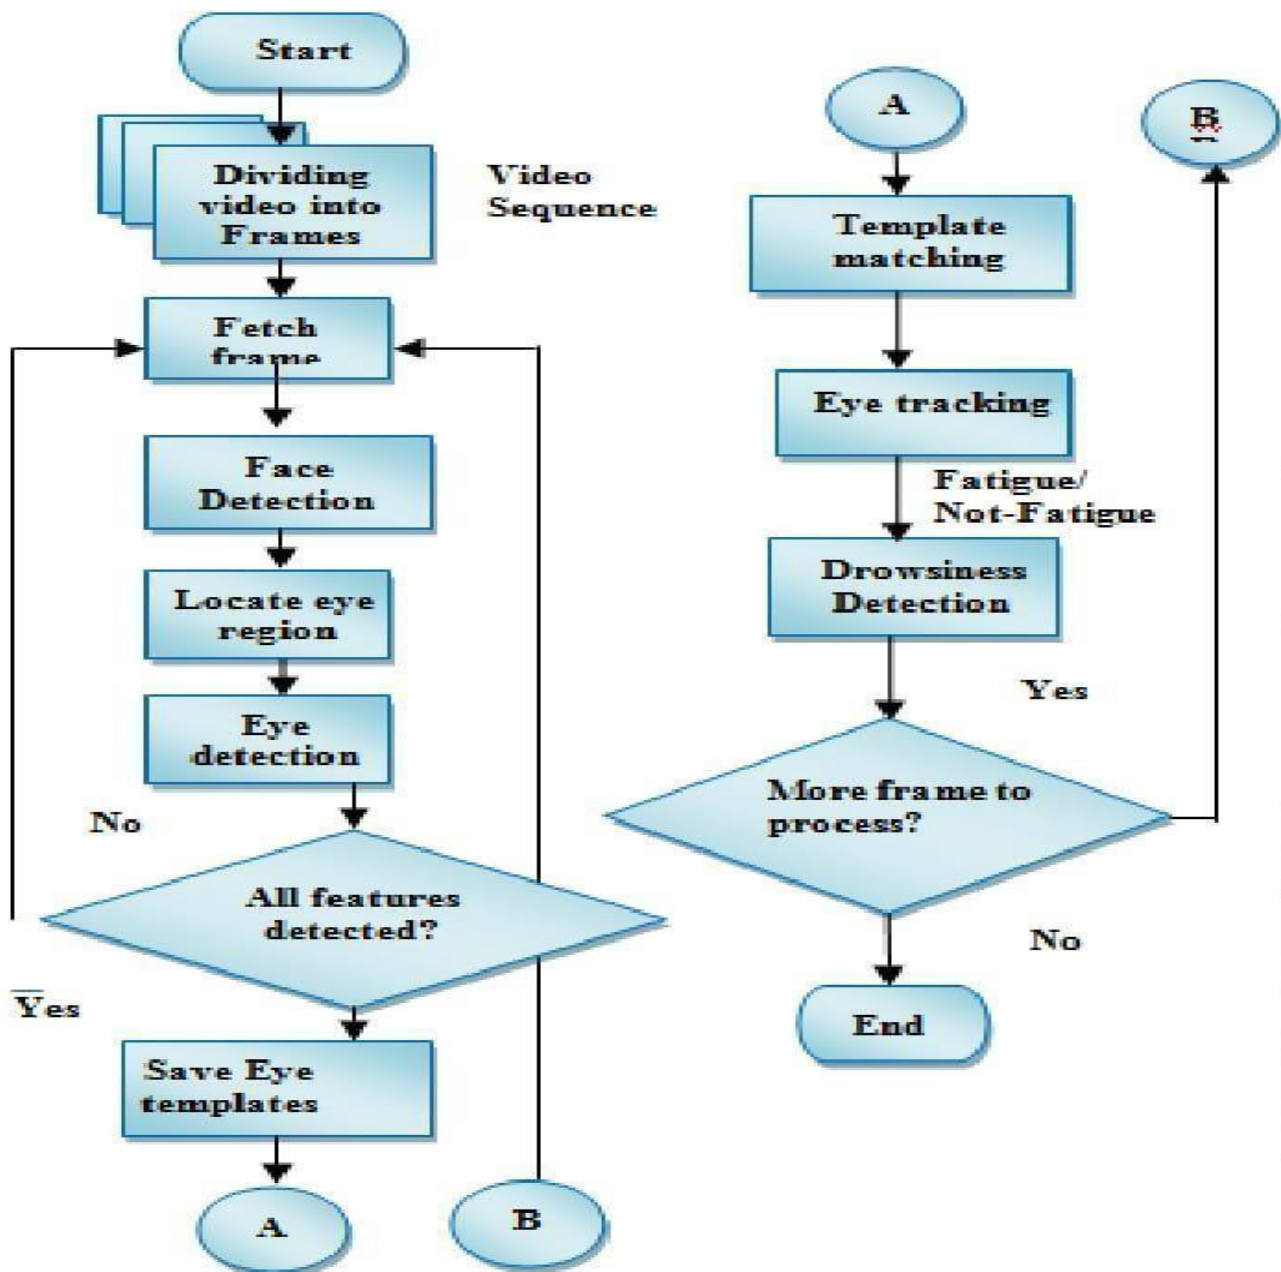 Start
Dividing
video into
Frames
Video
Sequence
Fetch
frame
Face
Detection
Locate eye
region
Eye
detection
No
All features
detected?
Yes
Save Eye
templates
A
B
A
B
Template
matching
Eye tracking
Fatigue/
Not-Fatigue
Drowsiness
Detection
Yes
More frame to
process?
No
End